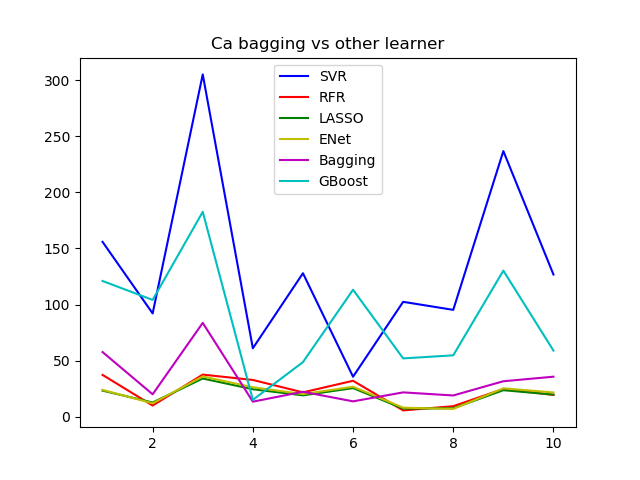 Ca bagging vs other learner
300
250
200
150
100
50
0
SVR
RFR
LASSO
ENet
Bagging
GBoost
2 4 6 8 10